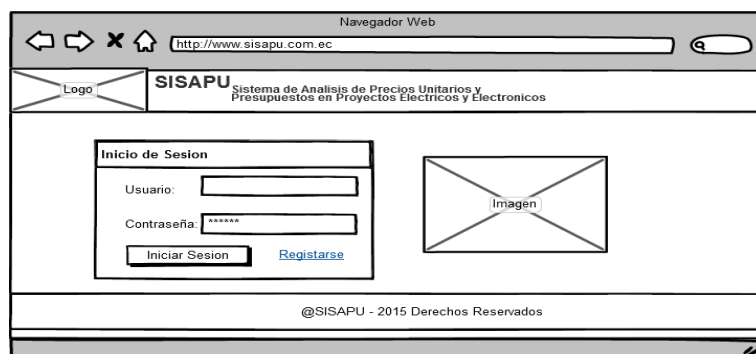 Navegador Web
http://www.sisapu.com.ec
Logo
SISAPU
Sistema de Analisis de Precios Unitarios y
Presupuestos en Proyectos Electricos y Electronicos
Inicio de Sesion
Usuario:
Contraseña: ******
Imagen
Iniciar Sesion Registarse
@SISAPU - 2015 Derechos Reservados